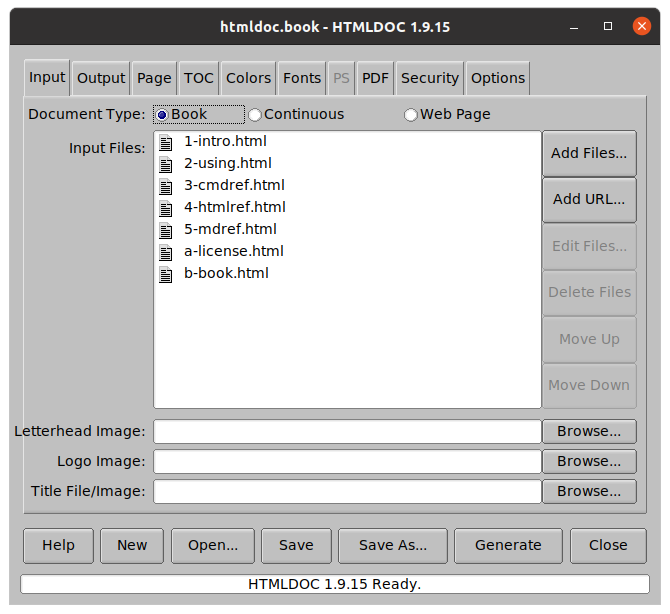 htmldoc.book - HTMLDOC 1.9.15
Input Output Page TOC Colors Fonts PS PDF Security Options
Document Type: Book Continuous Web Page
Input Files:
1-intro.html
2-using.html
3-cmdref.html
4-htmlref.html
5-mdref.html
a-license.html
b-book.html
Add Files...
Add URL...
Edit Files...
Delete Files
Move Up
Move Down
Letterhead Image: Browse...
Logo Image: Browse...
Title File/Image: Browse...
Help New Open... Save Save As... Generate Close
HTMLDOC 1.9.15 Ready.